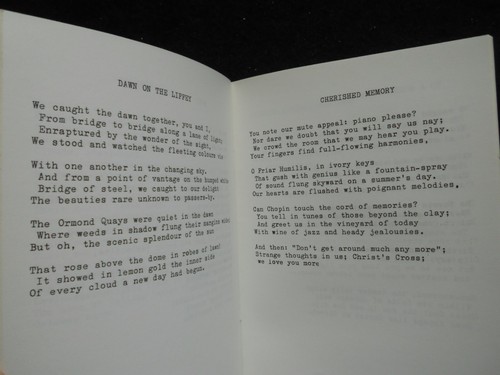 DAWN ON THE LIFFEY
We caught the dawn together, you and I,
From bridge to bridge along a lane of light;
Enraptured by the wonder of the sight,
We stood and watched the fleeting colours
With one another in the changing sky.
And from a point of vantage on the humped
Bridge of steel, we caught to our delight
The beauties rare unknown to passers-by.
The Ormond Quays were quiet in the dawn
Where weeds in shadow flung their margins
But oh, the scenic splendour of the sun
That rose above the dome in robes of jewel
It showed in lemon gold the inner side
Of every cloud a new day had begun.
CHERISHED MEMORY
You note our mute appeal: piano please?
Nor dare we doubt that you will say us nay;
We crowd the room that we may hear you play.
Your fingers find full-flowing harmonies,
O Friar Humilis, in ivory keys
That gush with genius like a fountain-spray
Of sound flung skyward on a summer's day.
Our hearts are flushed with poignant melodies.
Can Chopin touch the cord of memories?
You tell in tunes of those beyond the clay;
And greet us in the vineyard of today
With wine of jazz and heady jealousies.
And then: "Don't get around much any more";
Strange thoughts in us; Christ's Cross;
we love you more